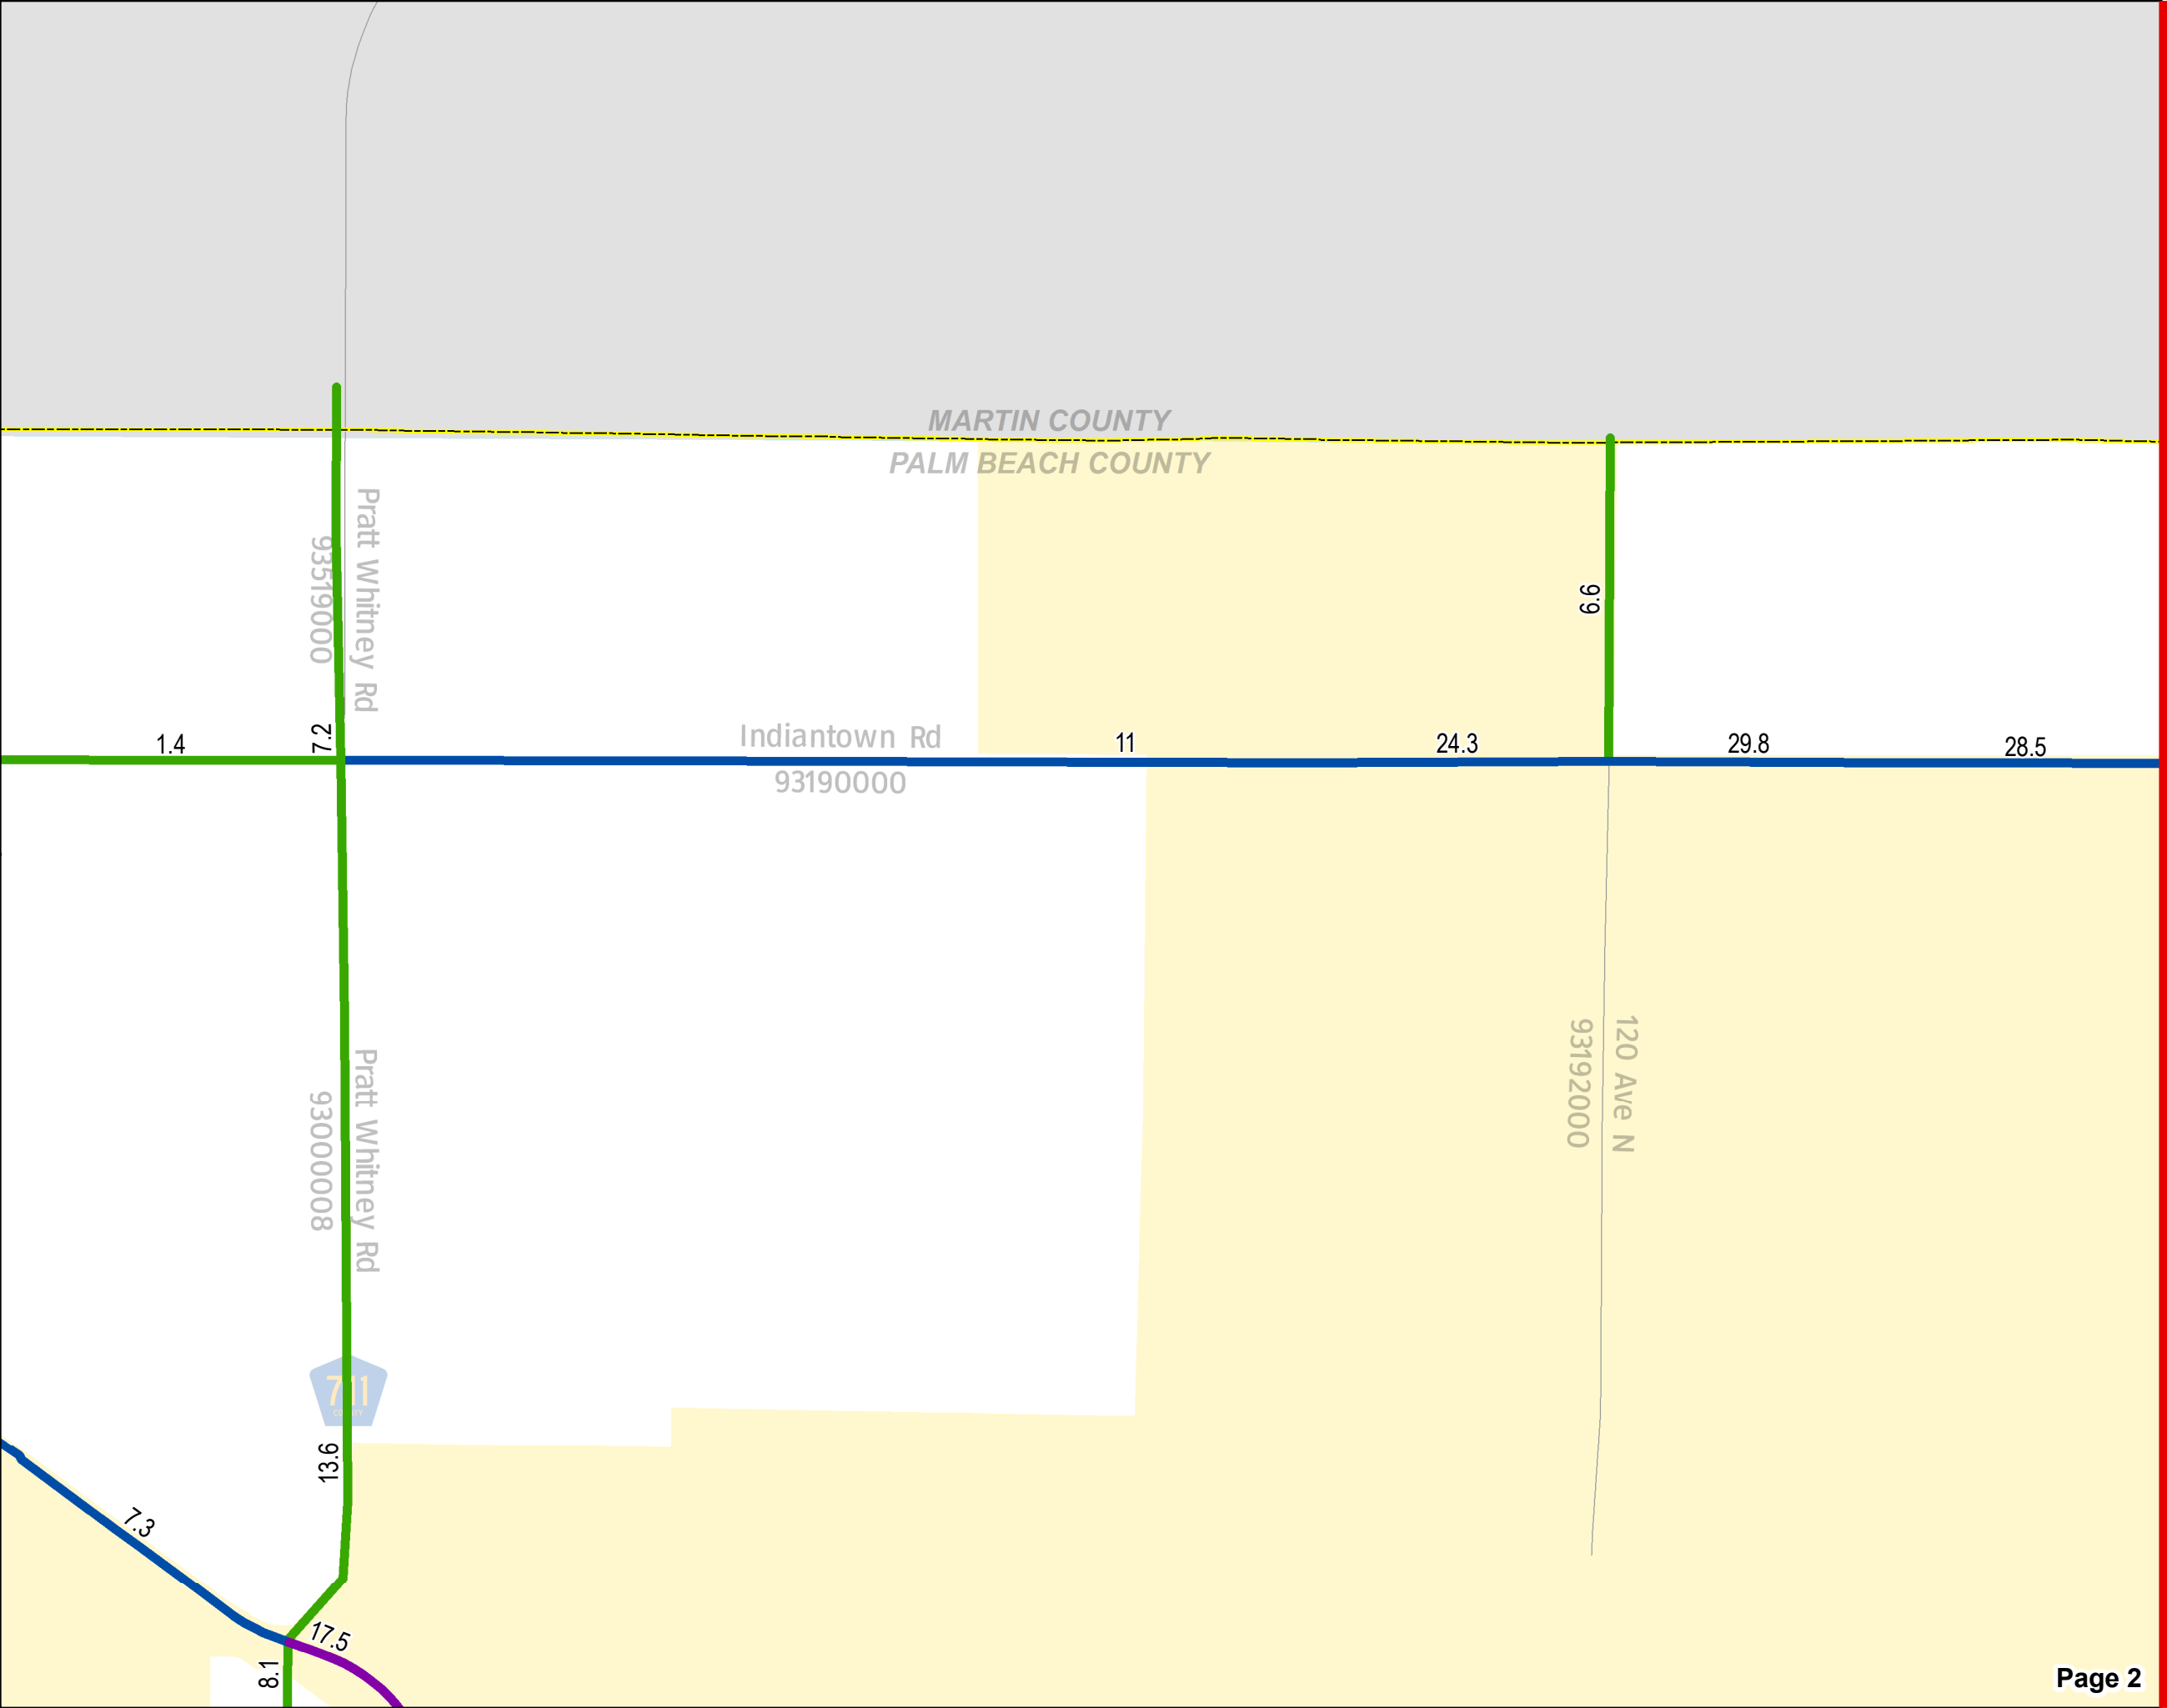 MARTIN COUNTY
PALM BEACH COUNTY
Pratt Whitney Rd
93519000
6.6
1.4
7.2
Indiantown Rd
93190000
11
24.3
29.8
28.5
Pratt Whitney Rd
93000008
120 Ave N
93192000
711
COUNTY
13.6
7.3
17.5
8.1
Page 2